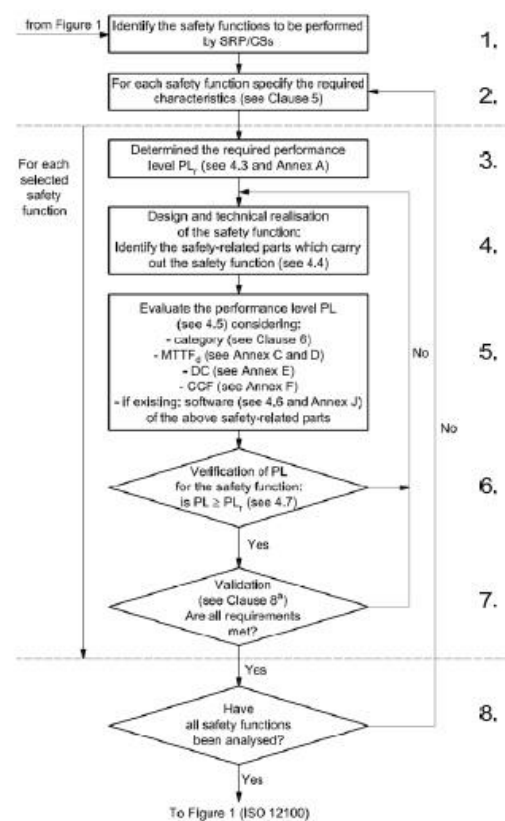 from Figure 1
Identify the safety functions to be performed
by SRP/CSs
1.
For each safety function specify the required
characteristics (see Clause 5)
2.
For each
selected
safety
function
Determined the required performance
level PLr (see 4.3 and Annex A)
3.
Design and technical realisation
of the safety function:
Identify the safety-related parts which carry
out the safety function (see 4.4)
4.
Evaluate the performance level PL
(see 4.5) considering:
- category (see Clause 6)
- MTTFd (see Annex C and D)
- DC (see Annex E)
- CCF (see Annex F)
- if existing: software (see 4.6 and Annex J)
of the above safety-related parts
5.
No
No
Verification of PL
for the safety function:
is PL ≥ PLr (see 4.7)
6.
Yes
Validation
(see Clause 8a)
Are all requirements
met?
7.
Yes
Have
all safety functions
been analysed?
8.
Yes
To Figure 1 (ISO 12100)